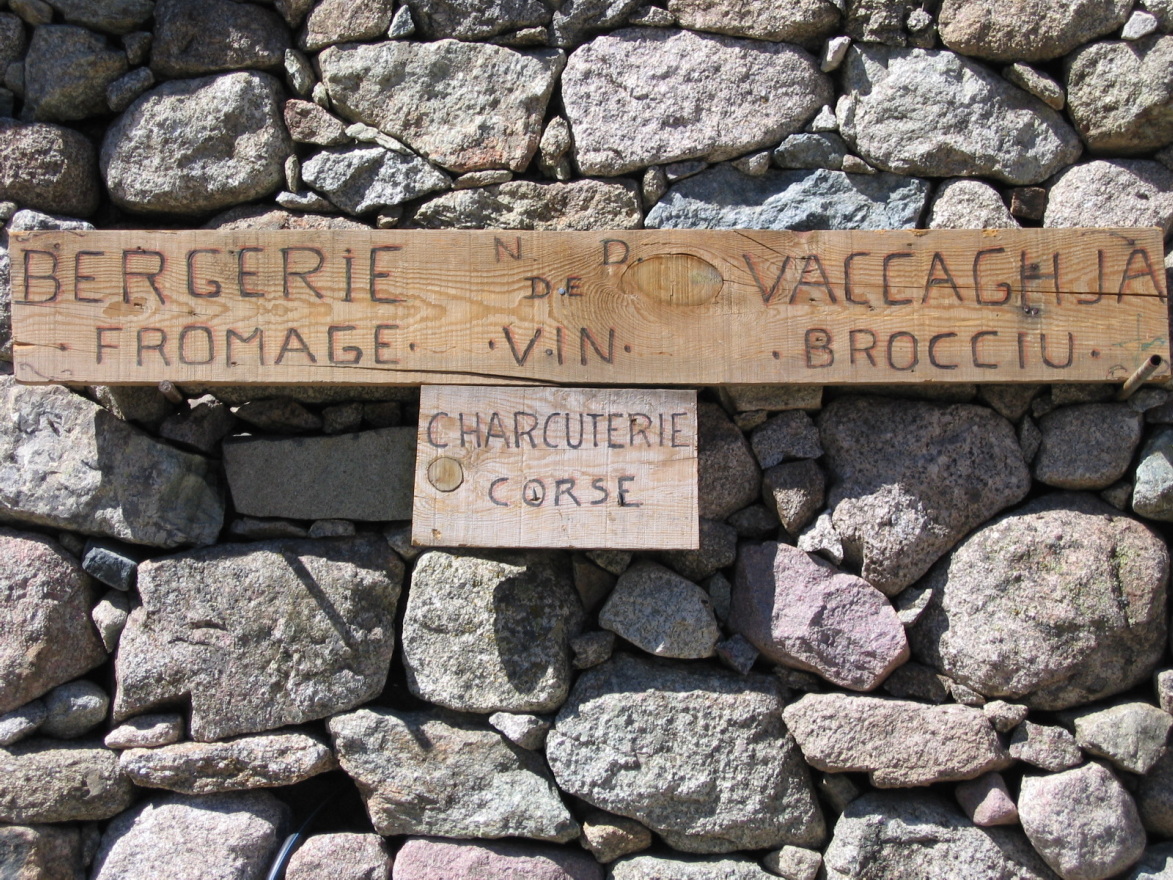 BERGERIE N. D. DE VACCAGHJA
FROMAGE. .VIN. .BROCCIU.
CHARCUTERIE
CORSE